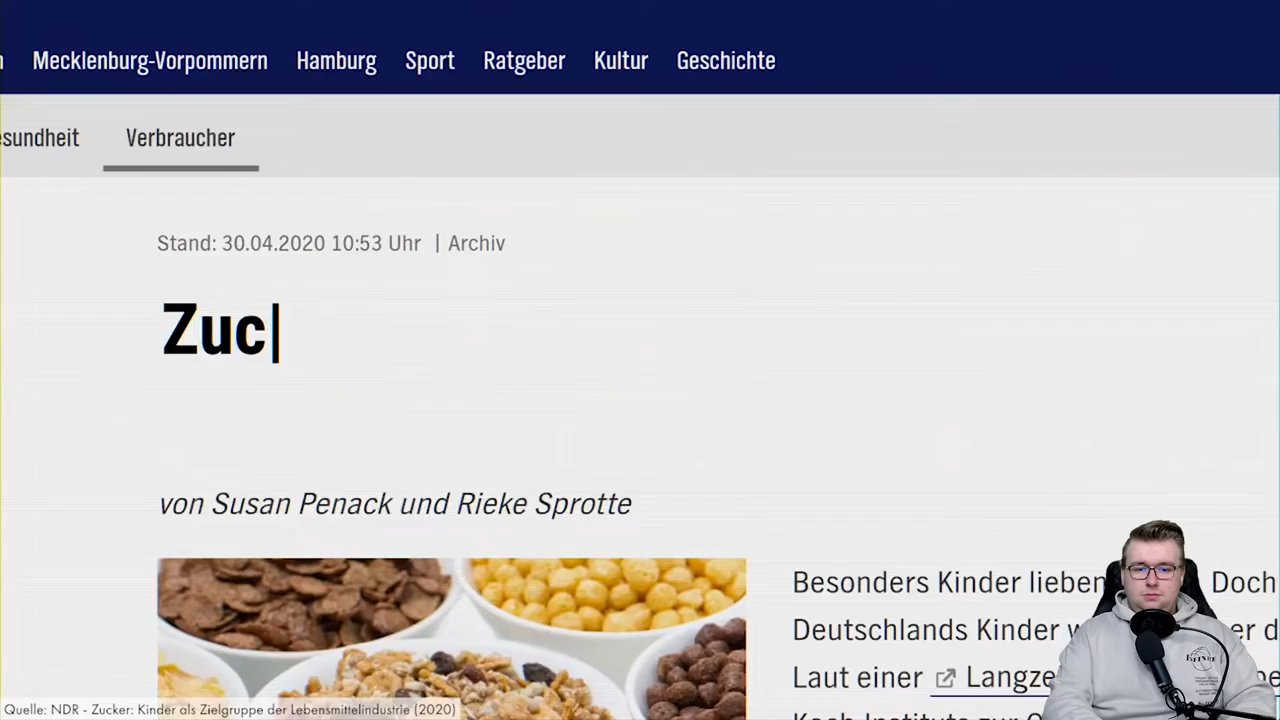 Mecklenburg-Vorpommern Hamburg Sport Ratgeber Kultur Geschichte
Verbraucher
Stand: 30.04.2020 10:53 Uhr | Archiv
Zuc|
von Susan Penack und Rieke Sprotte
Besonders Kinder lieben Doch
Deutschlands Kinder
Laut einer
Quelle: NDR - Zucker: Kinder als Zielgruppe der Lebensmittelindustrie (2020)